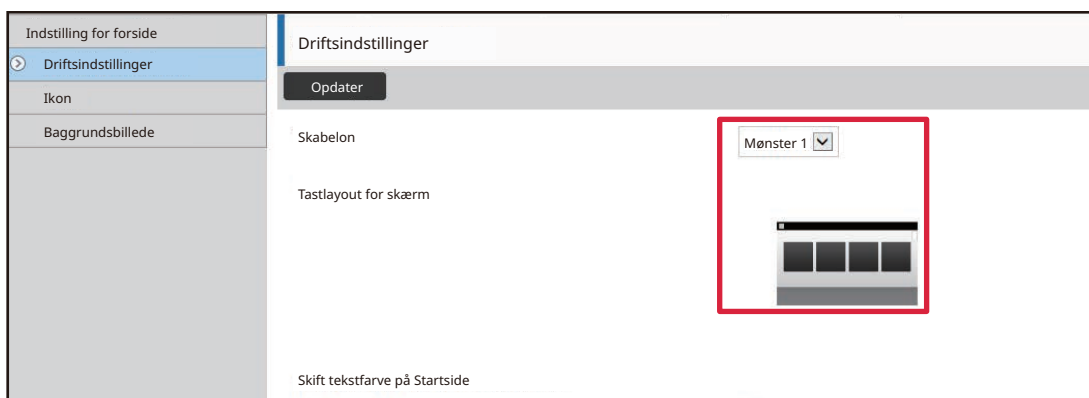 Indstilling for forside
Driftsindstillinger
Ikon
Baggrundsbillede
Driftsindstillinger
Opdater
Skabelon
Mønster 1
Tastlayout for skærm
Skift tekstfarve på Startside